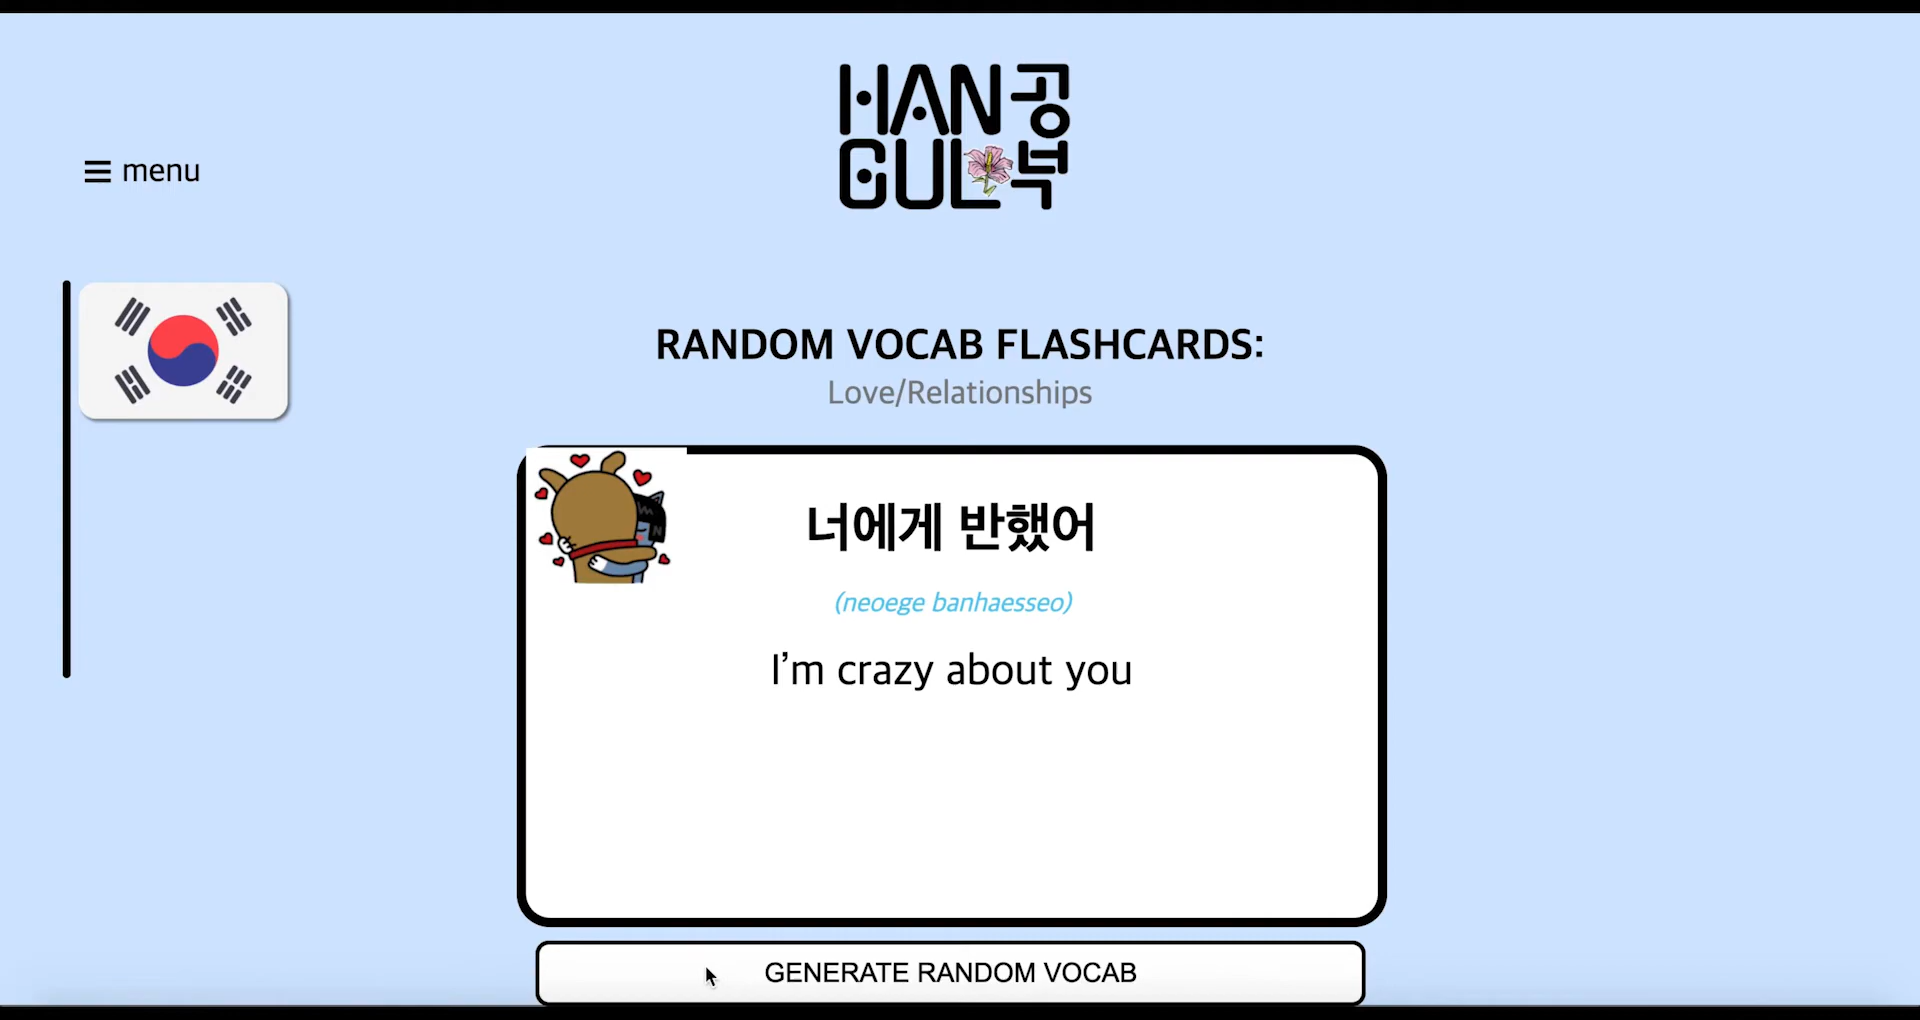 HAN 공
GUL 부
menu
RANDOM VOCAB FLASHCARDS:
Love/Relationships
너에게 반했어
(neoege banhaesseo)
I’m crazy about you
GENERATE RANDOM VOCAB